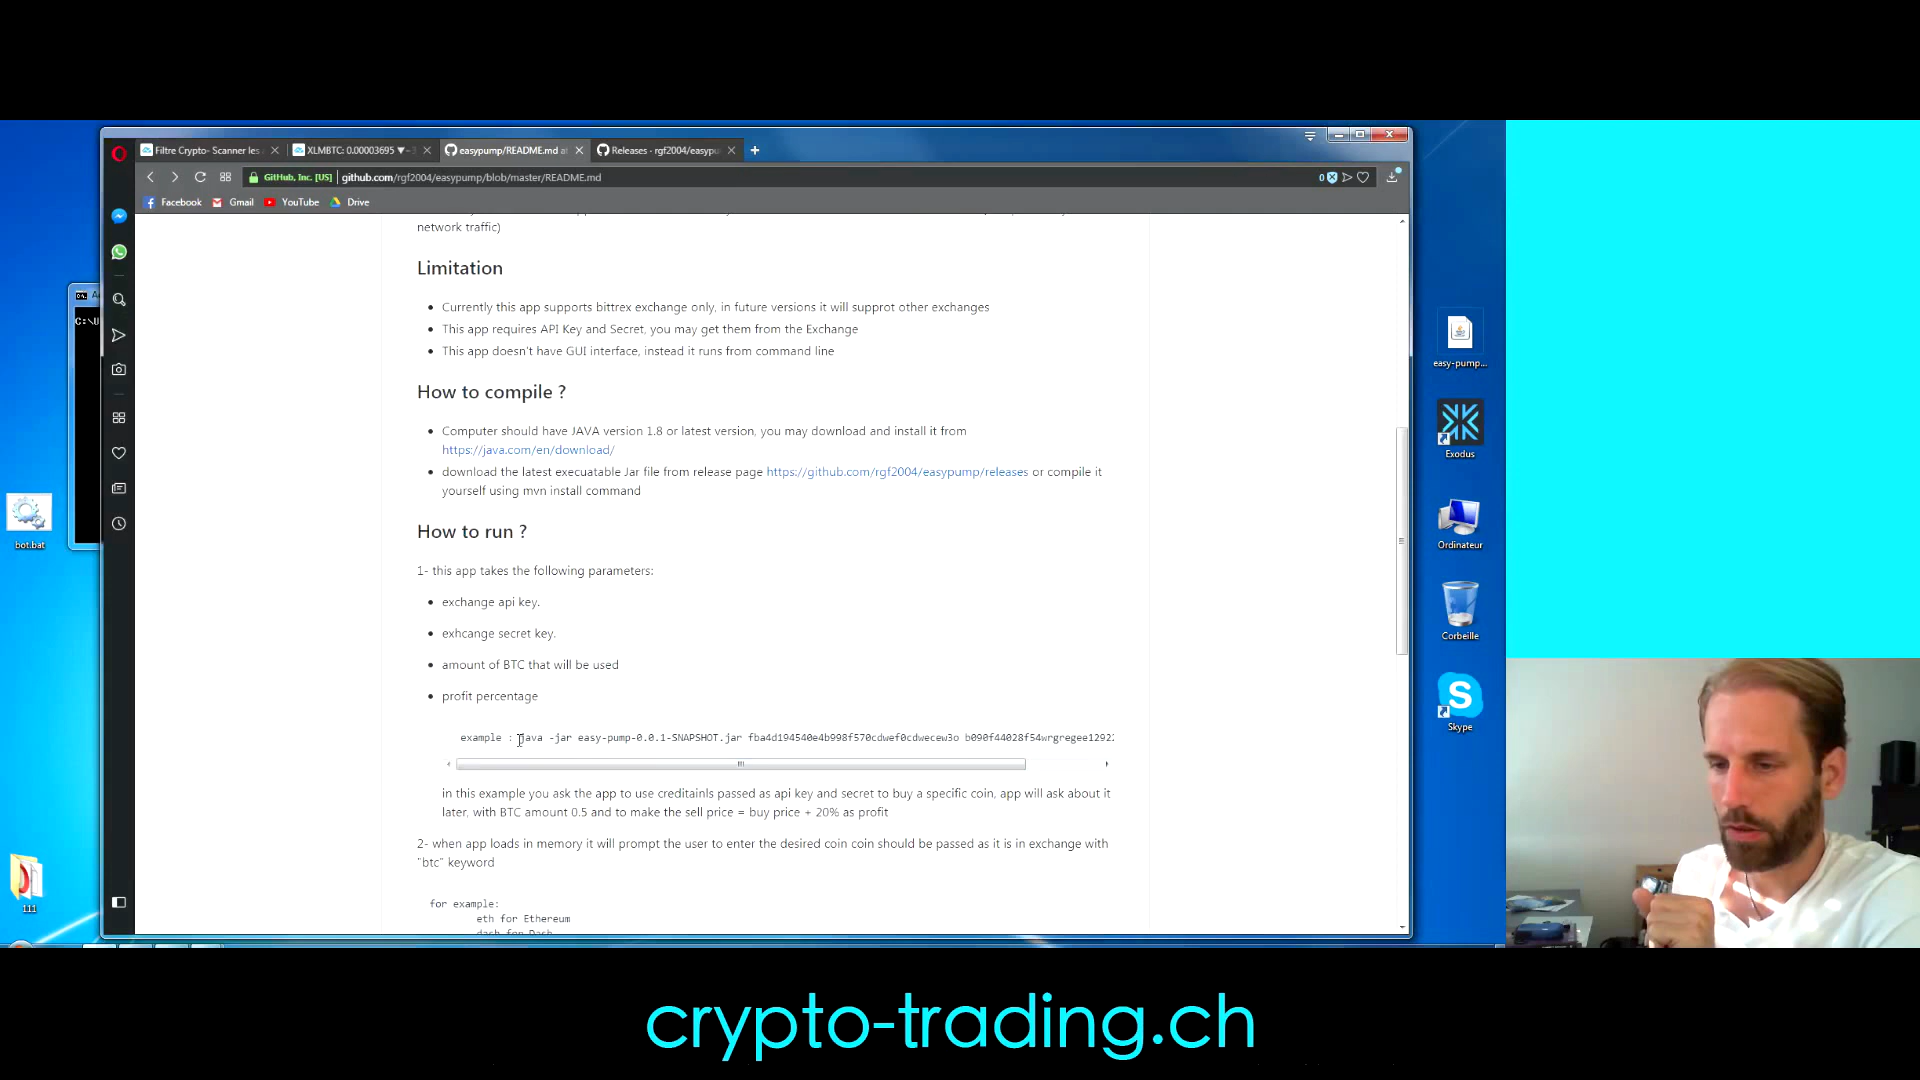 Filtre Crypto- Scanner les
XLMBTC: 0.00003695 ▼ -3
easypump/README.md at
Releases · rgf2004/easypu
GitHub, Inc. [US]
github.com/rgf2004/easypump/blob/master/README.md
0
Facebook
Gmail
YouTube
Drive
network traffic)
Limitation
Currently this app supports bittrex exchange only, in future versions it will supprot other exchanges
This app requires API Key and Secret, you may get them from the Exchange
This app doesn't have GUI interface, instead it runs from command line
How to compile ?
Computer should have JAVA version 1.8 or latest version, you may download and install it from
https://java.com/en/download/
download the latest execuatable Jar file from release page https://github.com/rgf2004/easypump/releases or compile it
yourself using mvn install command
How to run ?
1- this app takes the following parameters:
exchange api key.
exhcange secret key.
amount of BTC that will be used
profit percentage
example : java -jar easy-pump-0.0.1-SNAPSHOT.jar fba4d194540e4b998f570cdwef0cdwecew3o b090f44028f54wrgregee12922
in this example you ask the app to use creditainls passed as api key and secret to buy a specific coin, app will ask about it
later, with BTC amount 0.5 and to make the sell price = buy price + 20% as profit
2- when app loads in memory it will prompt the user to enter the desired coin coin should be passed as it is in exchange with
"btc" keyword
for example:
eth for Ethereum
dash for Dash
C:\U
bot.bat
111
easy-pump...
Exodus
Ordinateur
Corbeille
Skype
crypto-trading.ch